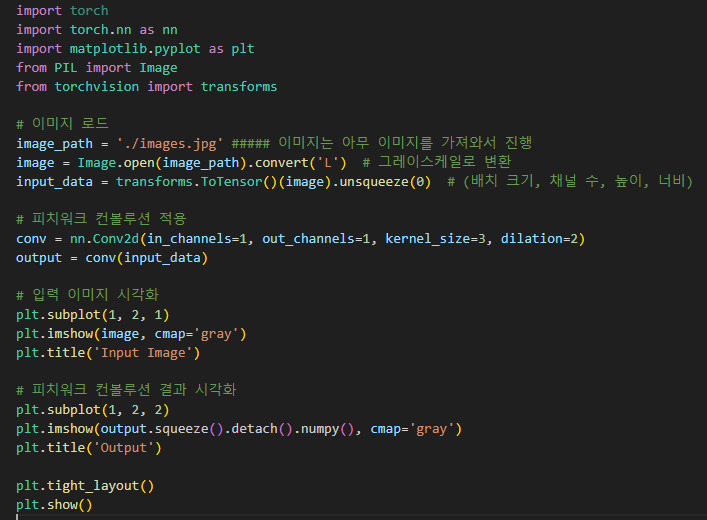 import torch
import torch.nn as nn
import matplotlib.pyplot as plt
from PIL import Image
from torchvision import transforms
# 이미지 로드
image_path = './images.jpg' ##### 이미지는 아무 이미지를 가져와서 진행
image = Image.open(image_path).convert('L')  # 그레이스케일로 변환
input_data = transforms.ToTensor()(image).unsqueeze(0)  # (배치 크기, 채널 수, 높이, 너비)
# 피치워크 컨볼루션 적용
conv = nn.Conv2d(in_channels=1, out_channels=1, kernel_size=3, dilation=2)
output = conv(input_data)
# 입력 이미지 시각화
plt.subplot(1, 2, 1)
plt.imshow(image, cmap='gray')
plt.title('Input Image')
# 피치워크 컨볼루션 결과 시각화
plt.subplot(1, 2, 2)
plt.imshow(output.squeeze().detach().numpy(), cmap='gray')
plt.title('Output')
plt.tight_layout()
plt.show()